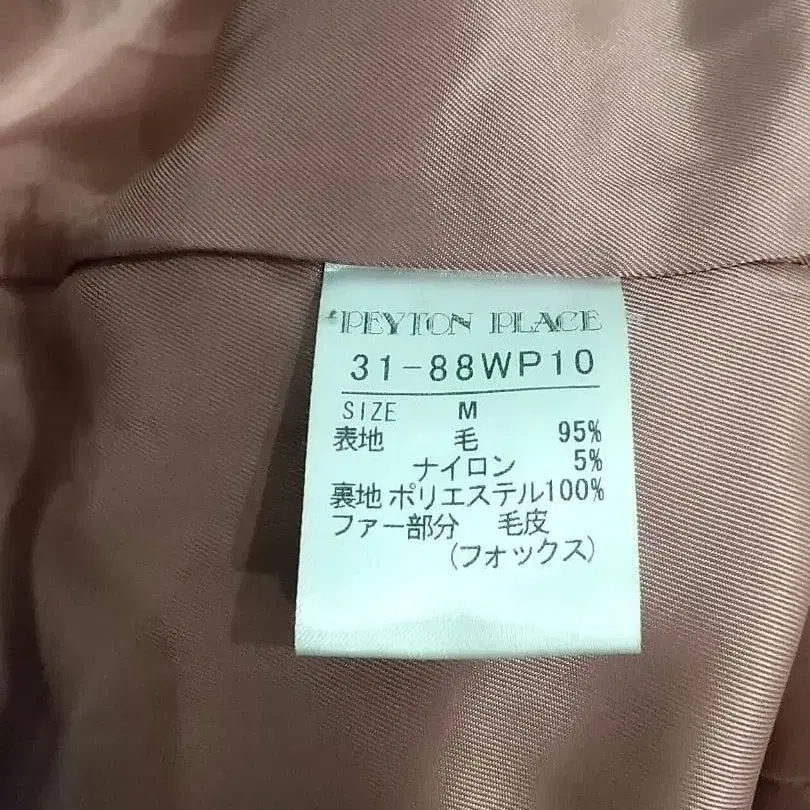 PEYTON PLACE
31-88WP10
SIZE M
表地 毛 95%
ナイロン 5%
裏地 ポリエステル100%
ファー部分 毛皮
(フォックス)